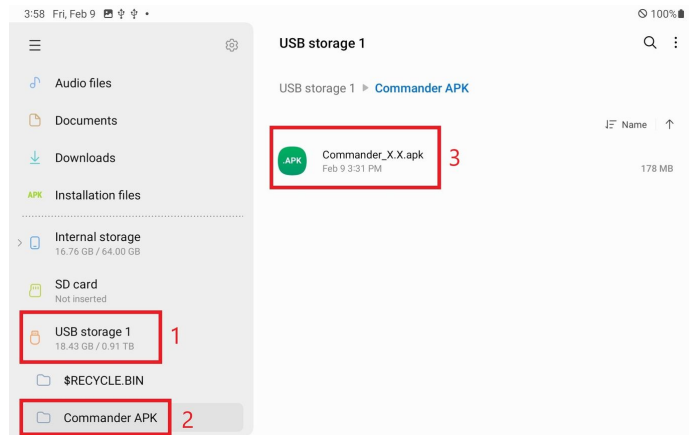 3:58 Fri, Feb 9
100%
Audio files
Documents
Downloads
APK Installation files
Internal storage
16.76 GB / 64.00 GB
SD card
Not inserted
USB storage 1
18.43 GB / 0.91 TB
1
$RECYCLE.BIN
Commander APK
2
USB storage 1
USB storage 1 ▶ Commander APK
Name
.APK
Commander_X.X.apk
Feb 9 3:31 PM
3
178 MB